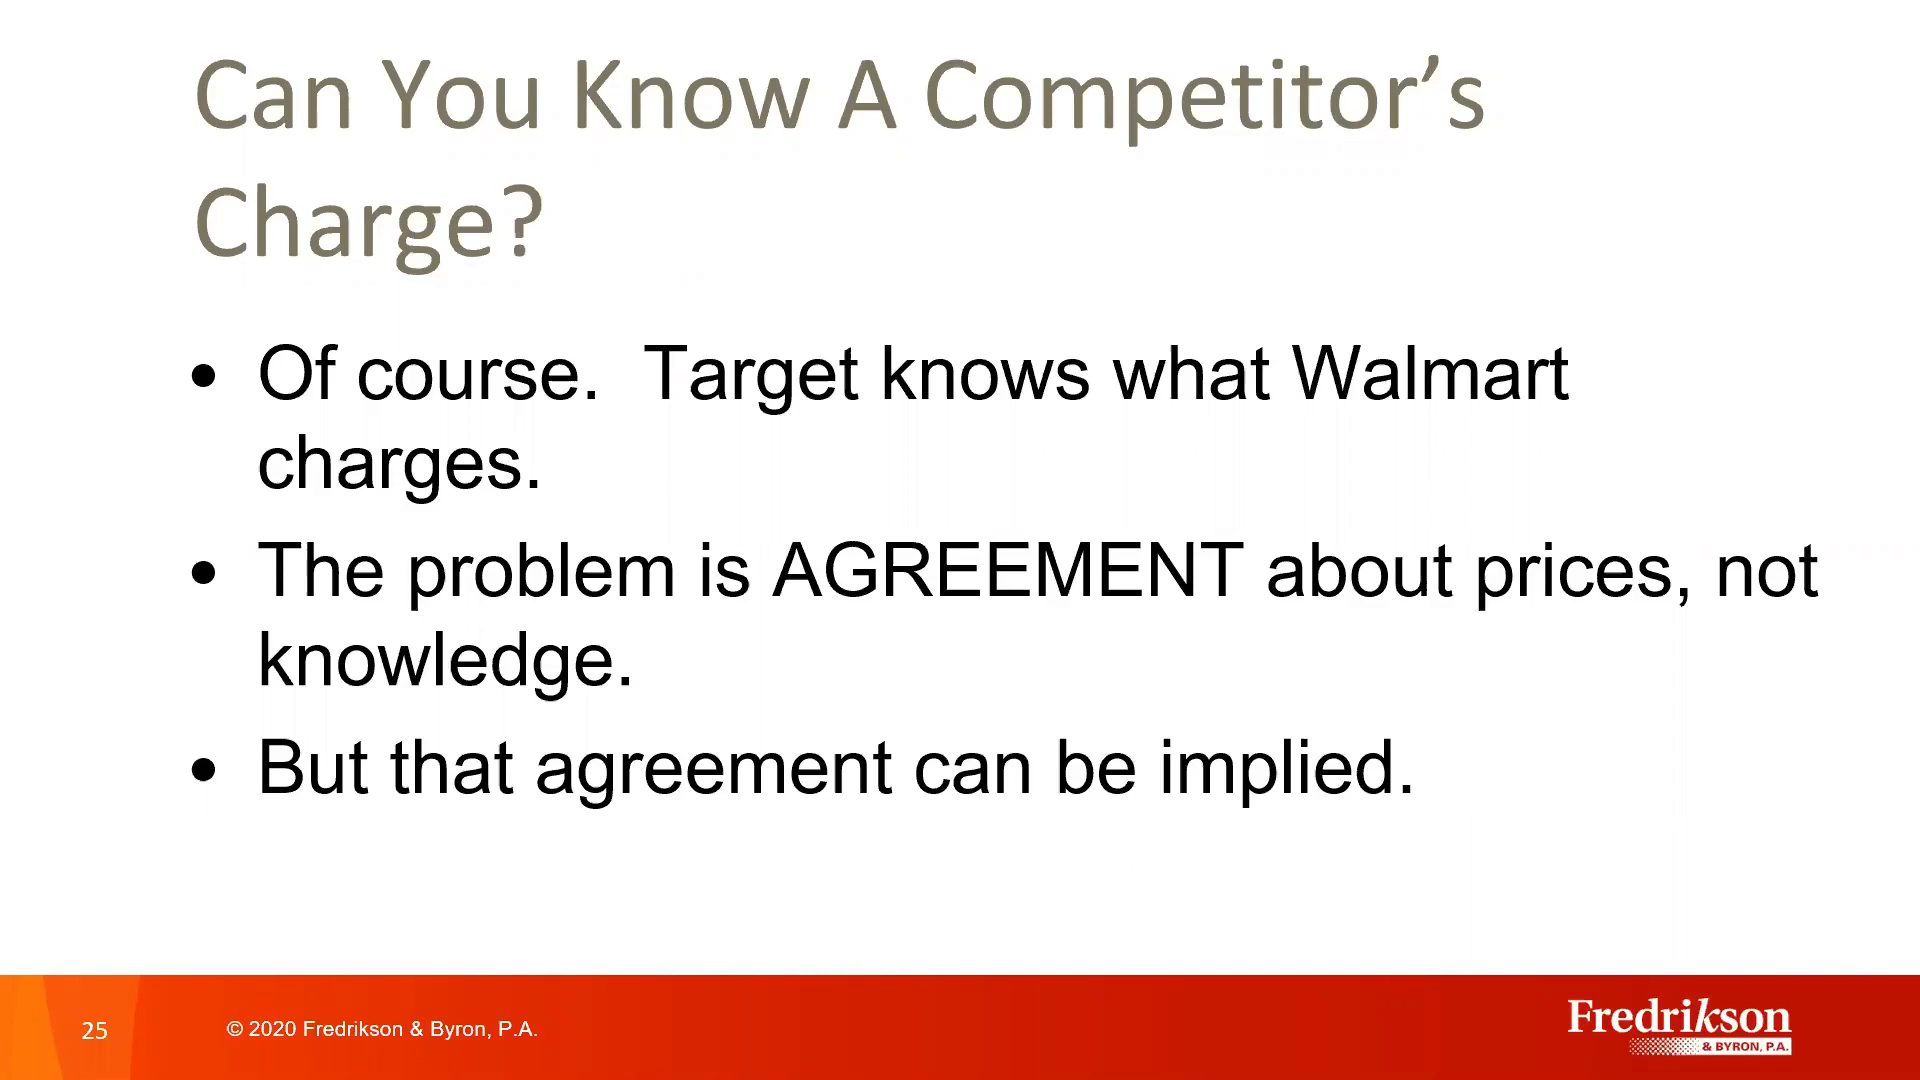 Can You Know A Competitor’s
Charge?
• Of course.  Target knows what Walmart
charges.
• The problem is AGREEMENT about prices, not
knowledge.
• But that agreement can be implied.
25
© 2020 Fredrikson & Byron, P.A.
Fredrikson
& BYRON, P.A.